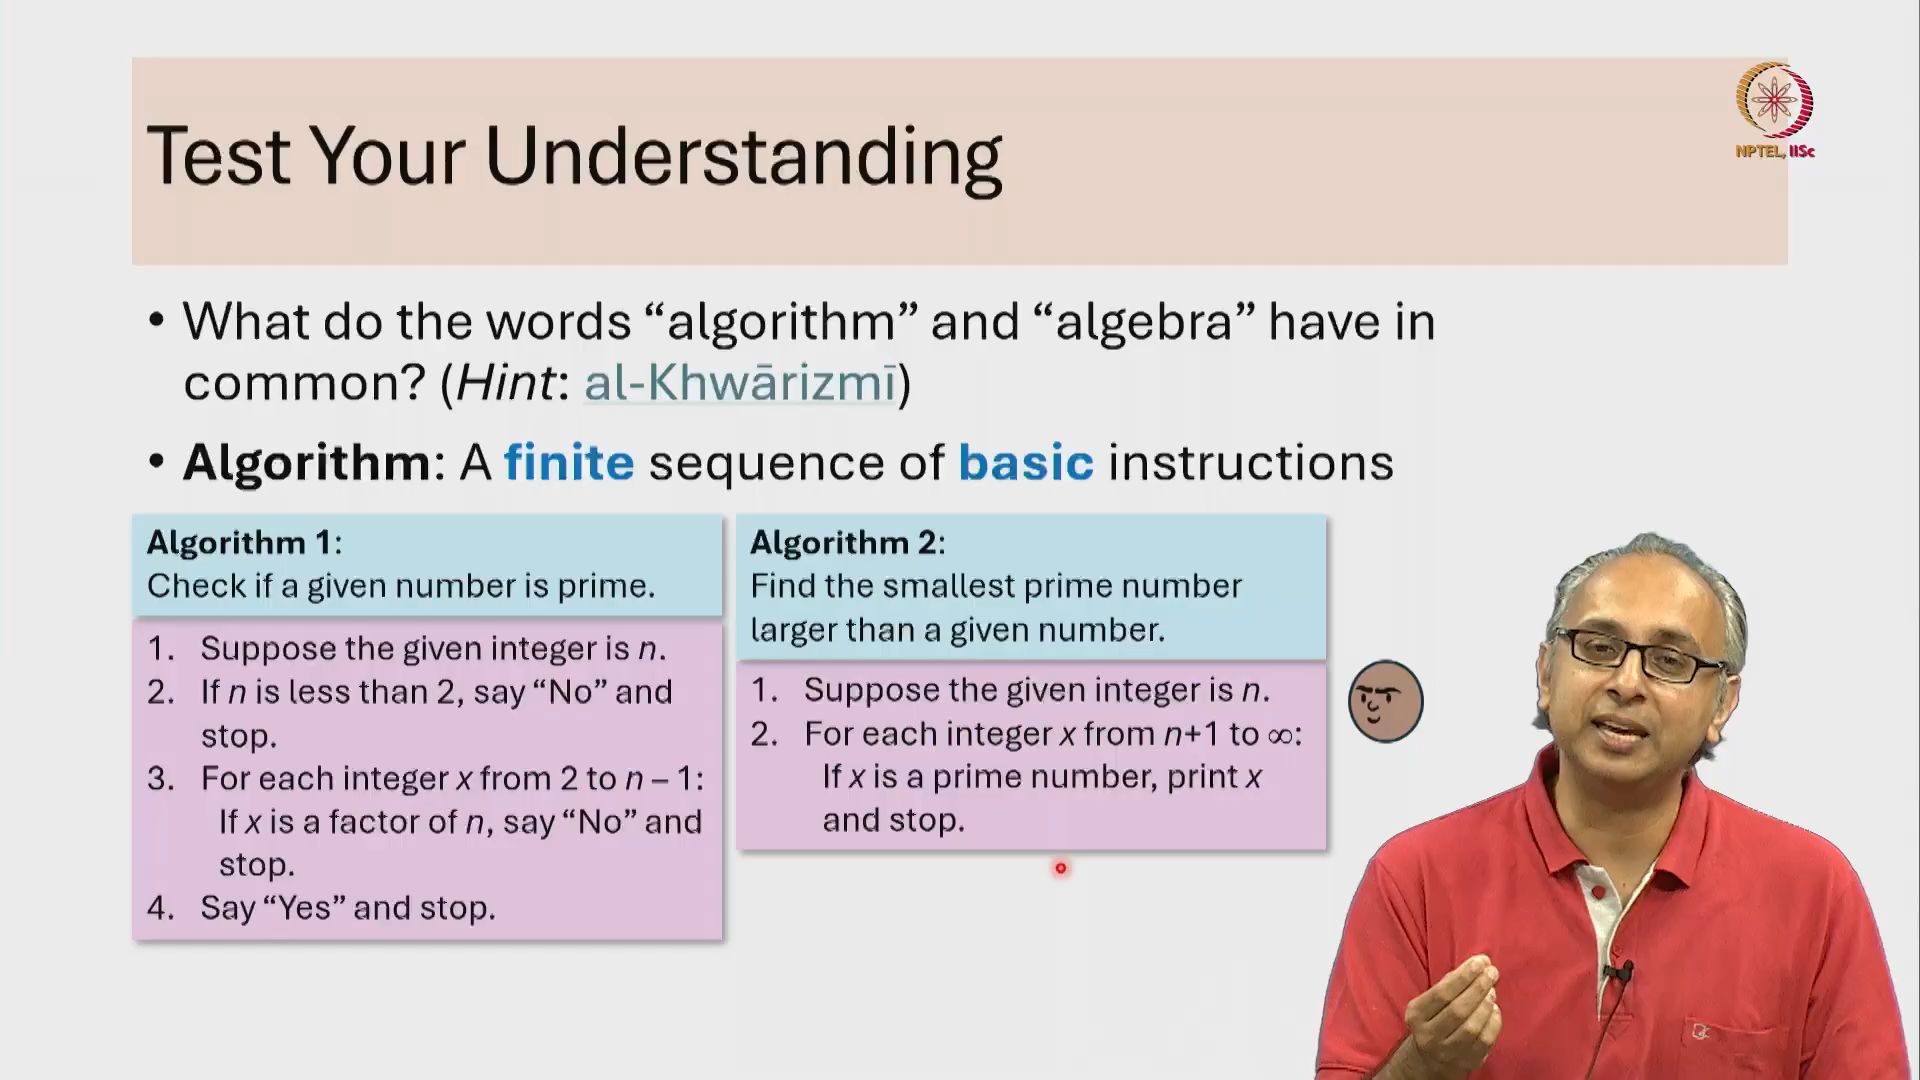 Test Your Understanding
NPTEL, IISc
• What do the words “algorithm” and “algebra” have in
common? (Hint: al-Khwārizmī)
• Algorithm: A finite sequence of basic instructions
Algorithm 1:
Check if a given number is prime.
1. Suppose the given integer is n.
2. If n is less than 2, say “No” and
stop.
3. For each integer x from 2 to n – 1:
If x is a factor of n, say “No” and
stop.
4. Say “Yes” and stop.
Algorithm 2:
Find the smallest prime number
larger than a given number.
1. Suppose the given integer is n.
2. For each integer x from n+1 to ∞:
If x is a prime number, print x
and stop.